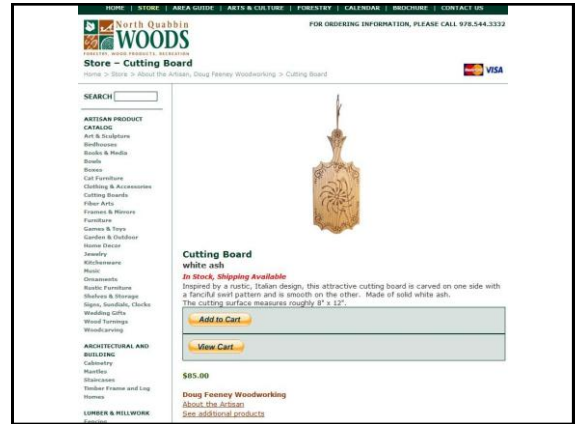 HOME | STORE | AREA GUIDE | ARTS & CULTURE | FORESTRY | CALENDAR | BROCHURE | CONTACT US
North Quabbin
WOODS
FORESTRY, WOOD PRODUCTS, RECREATION
FOR ORDERING INFORMATION, PLEASE CALL 978.544.3332
Store – Cutting Board
Home > Store > About the Artisan, Doug Feeney Woodworking > Cutting Board
VISA
SEARCH
ARTISAN PRODUCT
CATALOG
Art & Sculpture
Birdhouses
Books & Media
Bowls
Boxes
Cat Furniture
Clothing & Accessories
Cutting Boards
Fiber Arts
Frames & Mirrors
Furniture
Games & Toys
Garden & Outdoor
Home Decor
Jewelry
Kitchenware
Music
Ornaments
Rustic Furniture
Shelves & Storage
Signs, Sundials, Clocks
Wedding Gifts
Wood Turnings
Woodcarving
ARCHITECTURAL AND
BUILDING
Cabinetry
Mantles
Staircases
Timber Frame and Log
Homes
LUMBER & MILLWORK
Fencing
Cutting Board
white ash
In Stock, Shipping Available
Inspired by a rustic, Italian design, this attractive cutting board is carved on one side with
a fanciful swirl pattern and is smooth on the other. Made of solid white ash.
The cutting surface measures roughly 8" x 12".
Add to Cart
View Cart
$85.00
Doug Feeney Woodworking
About the Artisan
See additional products